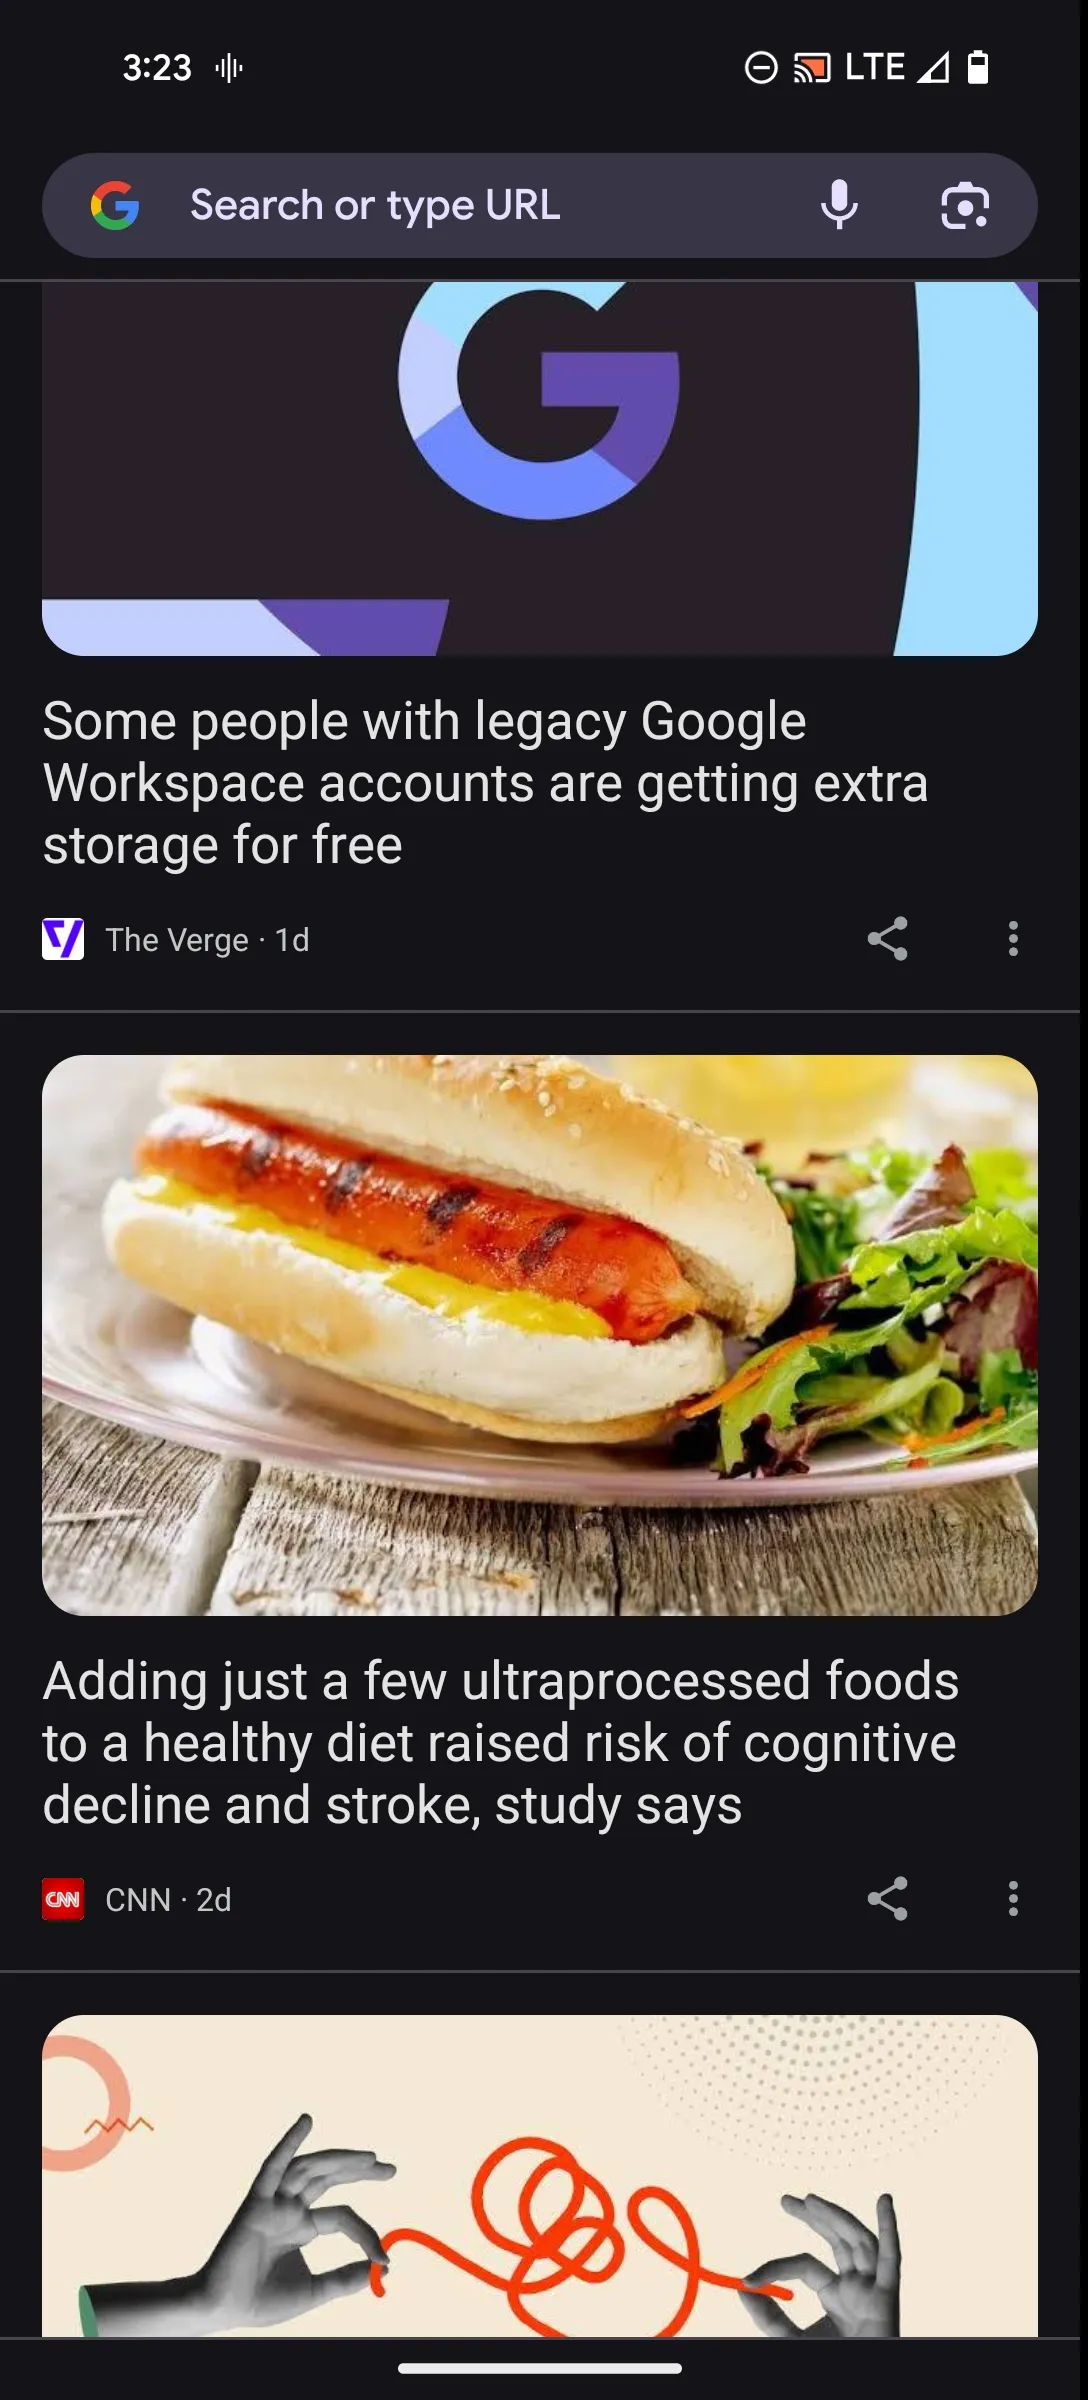 3:23
LTE
Search or type URL
Some people with legacy Google
Workspace accounts are getting extra
storage for free
The Verge · 1d
Adding just a few ultraprocessed foods
to a healthy diet raised risk of cognitive
decline and stroke, study says
CNN
CNN · 2d